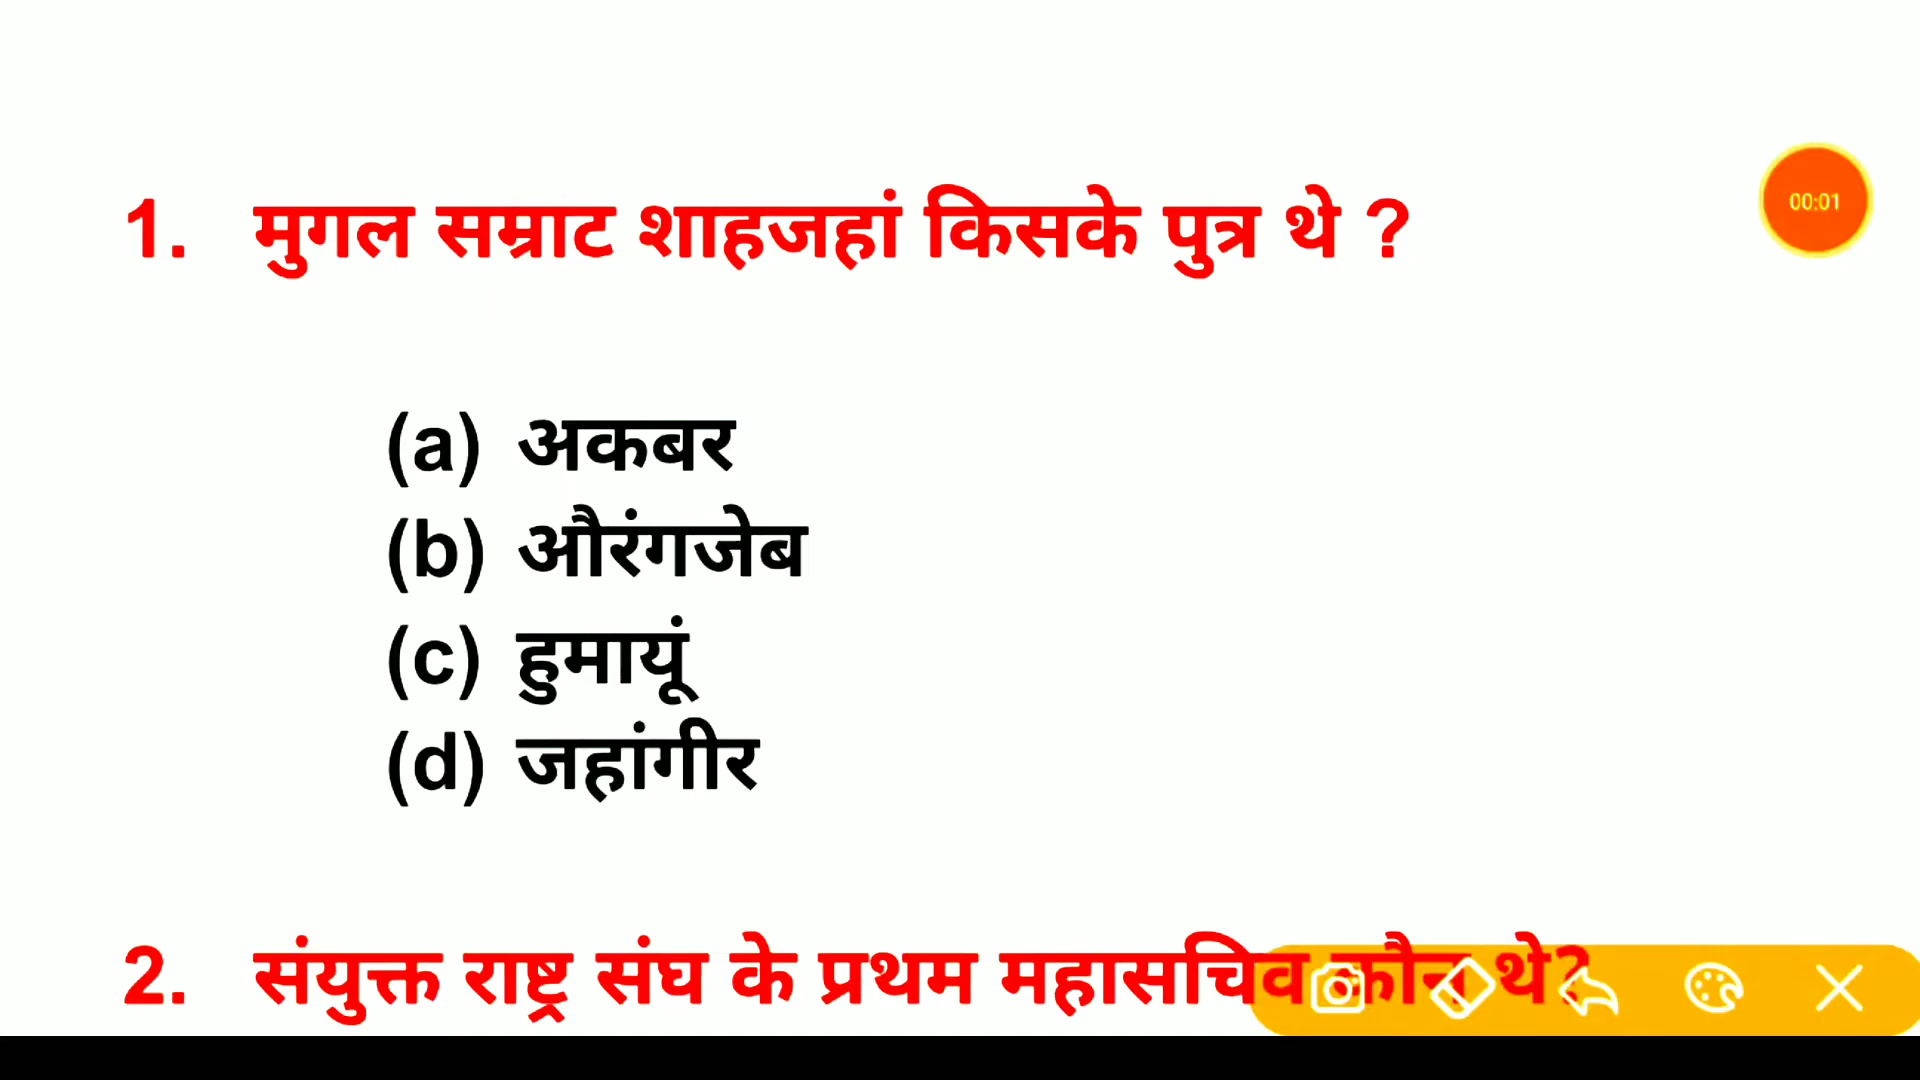 1. मुगल सम्राट शाहजहां किसके पुत्र थे ?
00:01
(a) अकबर
(b) औरंगजेब
(c) हुमायूं
(d) जहांगीर
2. संयुक्त राष्ट्र संघ के प्रथम महासचिव कौन थे?